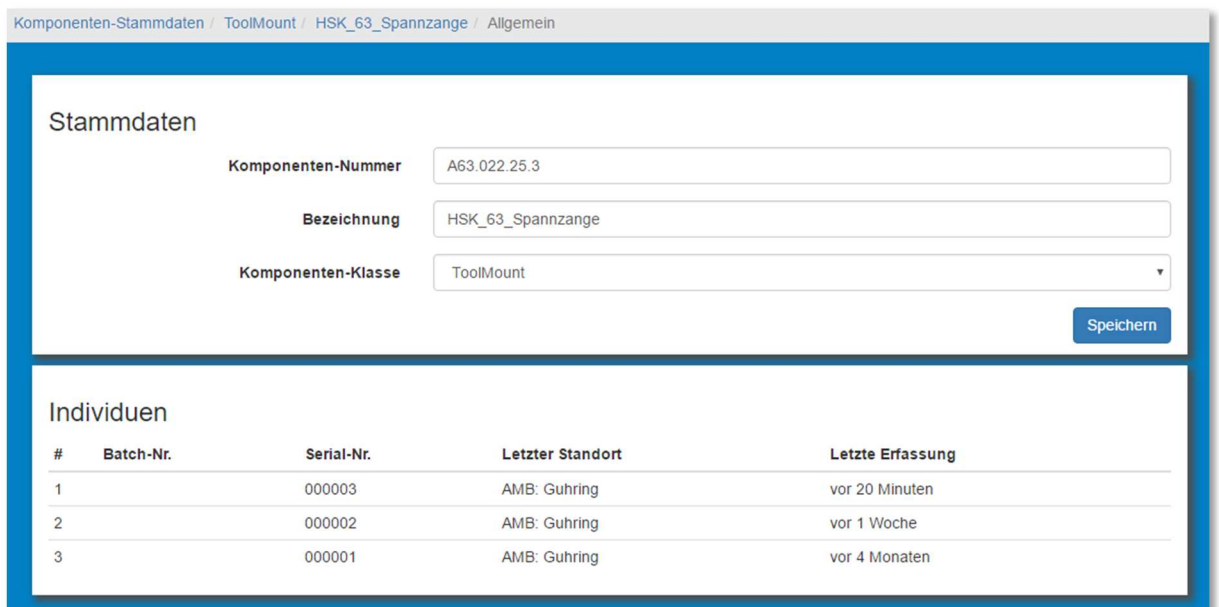 Komponenten-Stammdaten / ToolMount / HSK_63_Spannzange / Allgemein
Stammdaten
Komponenten-Nummer A63.022.25.3
Bezeichnung HSK_63_Spannzange
Komponenten-Klasse ToolMount
Speichern
Individuen
# Batch-Nr. Serial-Nr. Letzter Standort Letzte Erfassung
1 000003 AMB: Guhring vor 20 Minuten
2 000002 AMB: Guhring vor 1 Woche
3 000001 AMB: Guhring vor 4 Monaten